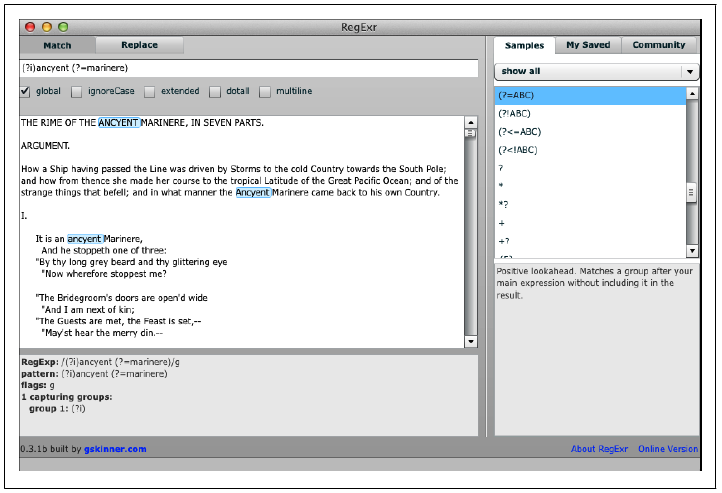 RegExr
Match
Replace
(?i)ancyent (?=marinere)
global
ignoreCase
extended
dotall
multiline
THE RIME OF THE ANCYENT MARINERE, IN SEVEN PARTS.
ARGUMENT.
How a Ship having passed the Line was driven by Storms to the cold Country towards the South Pole;
and how from thence she made her course to the tropical Latitude of the Great Pacific Ocean; and of the
strange things that befell; and in what manner the Ancyent Marinere came back to his own Country.
I.
It is an ancyent Marinere,
And he stoppeth one of three:
"By thy long grey beard and thy glittering eye
"Now wherefore stoppest me?
"The Bridegroom's doors are open'd wide
"And I am next of kin;
"The Guests are met, the Feast is set,--
"May'st hear the merry din.--
RegExp: /(?i)ancyent (?=marinere)/g
pattern: (?i)ancyent (?=marinere)
flags: g
1 capturing groups:
group 1: (?i)
Samples
My Saved
Community
show all
(?=ABC)
(?!ABC)
(?<=ABC)
(?<!ABC)
?
*
*?
+
+?
Positive lookahead. Matches a group after your
main expression without including it in the
result.
0.3.1b built by gskinner.com
About RegExr
Online Version